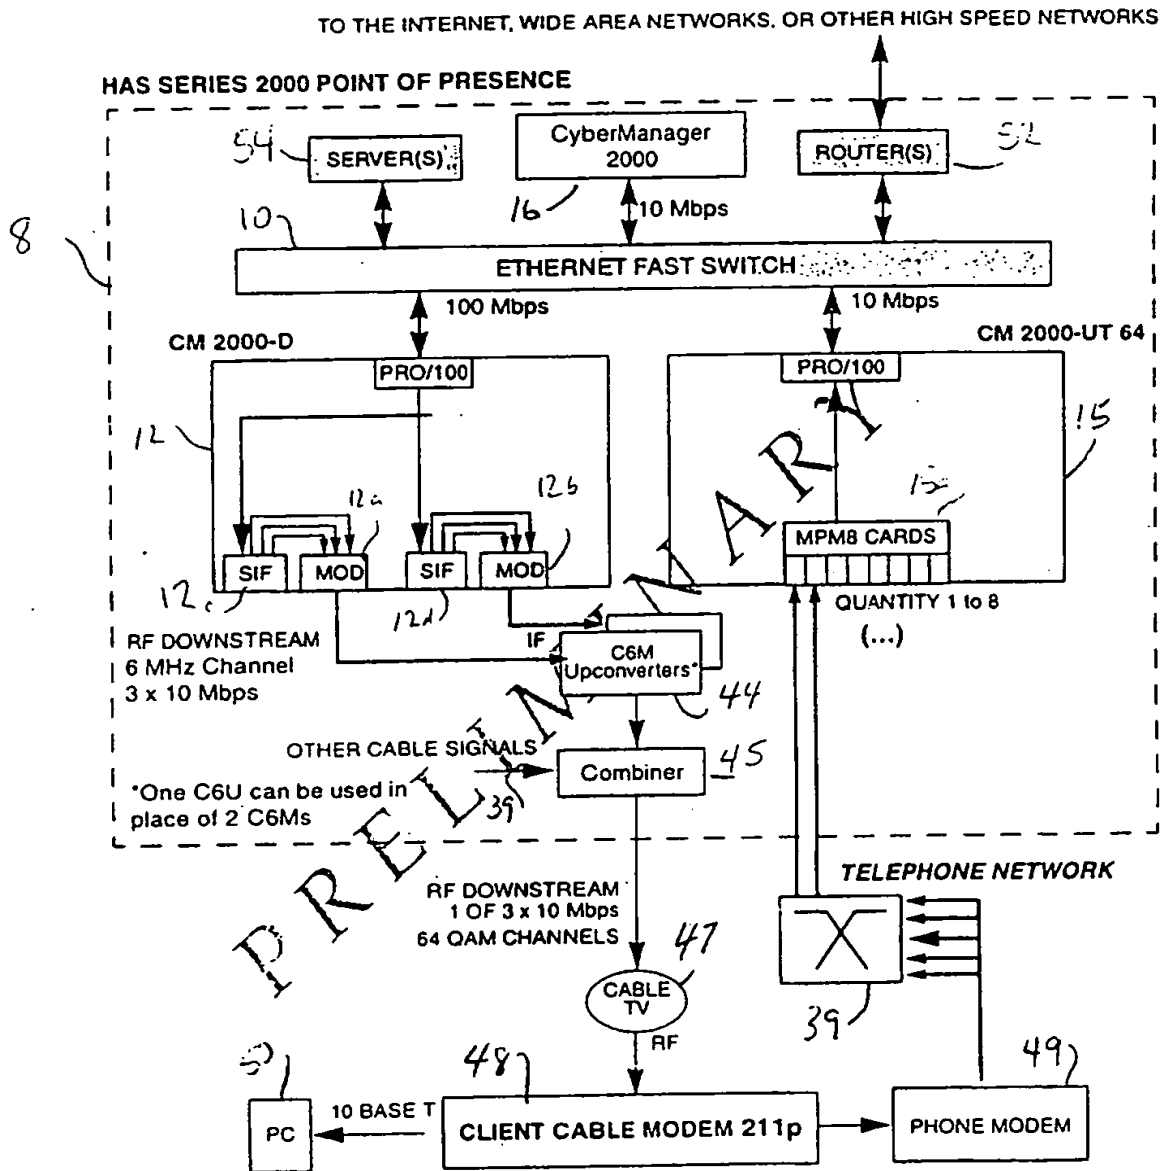 TO THE INTERNET, WIDE AREA NETWORKS. OR OTHER HIGH SPEED NETWORKS
HAS SERIES 2000 POINT OF PRESENCE
54
SERVER(S)
CyberManager
2000
ROUTER(S)
52
16
10 Mbps
10
8
ETHERNET FAST SWITCH
100 Mbps
10 Mbps
CM 2000-D
CM 2000-UT 64
PRO/100
PRO/100
12
15
12a
12b
MPM8 CARDS
SIF
MOD
SIF
MOD
12c
12d
QUANTITY 1 to 8
(...)
RF DOWNSTREAM
6 MHz Channel
3 x 10 Mbps
IF
C6M
Upconverters*
44
OTHER CABLE SIGNALS
Combiner
45
39
*One C6U can be used in
place of 2 C6Ms
PRELIMINARY
TELEPHONE NETWORK
RF DOWNSTREAM
1 OF 3 x 10 Mbps
64 QAM CHANNELS
47
CABLE
TV
39
RF
50
48
49
10 BASE T
PC
CLIENT CABLE MODEM 211p
PHONE MODEM